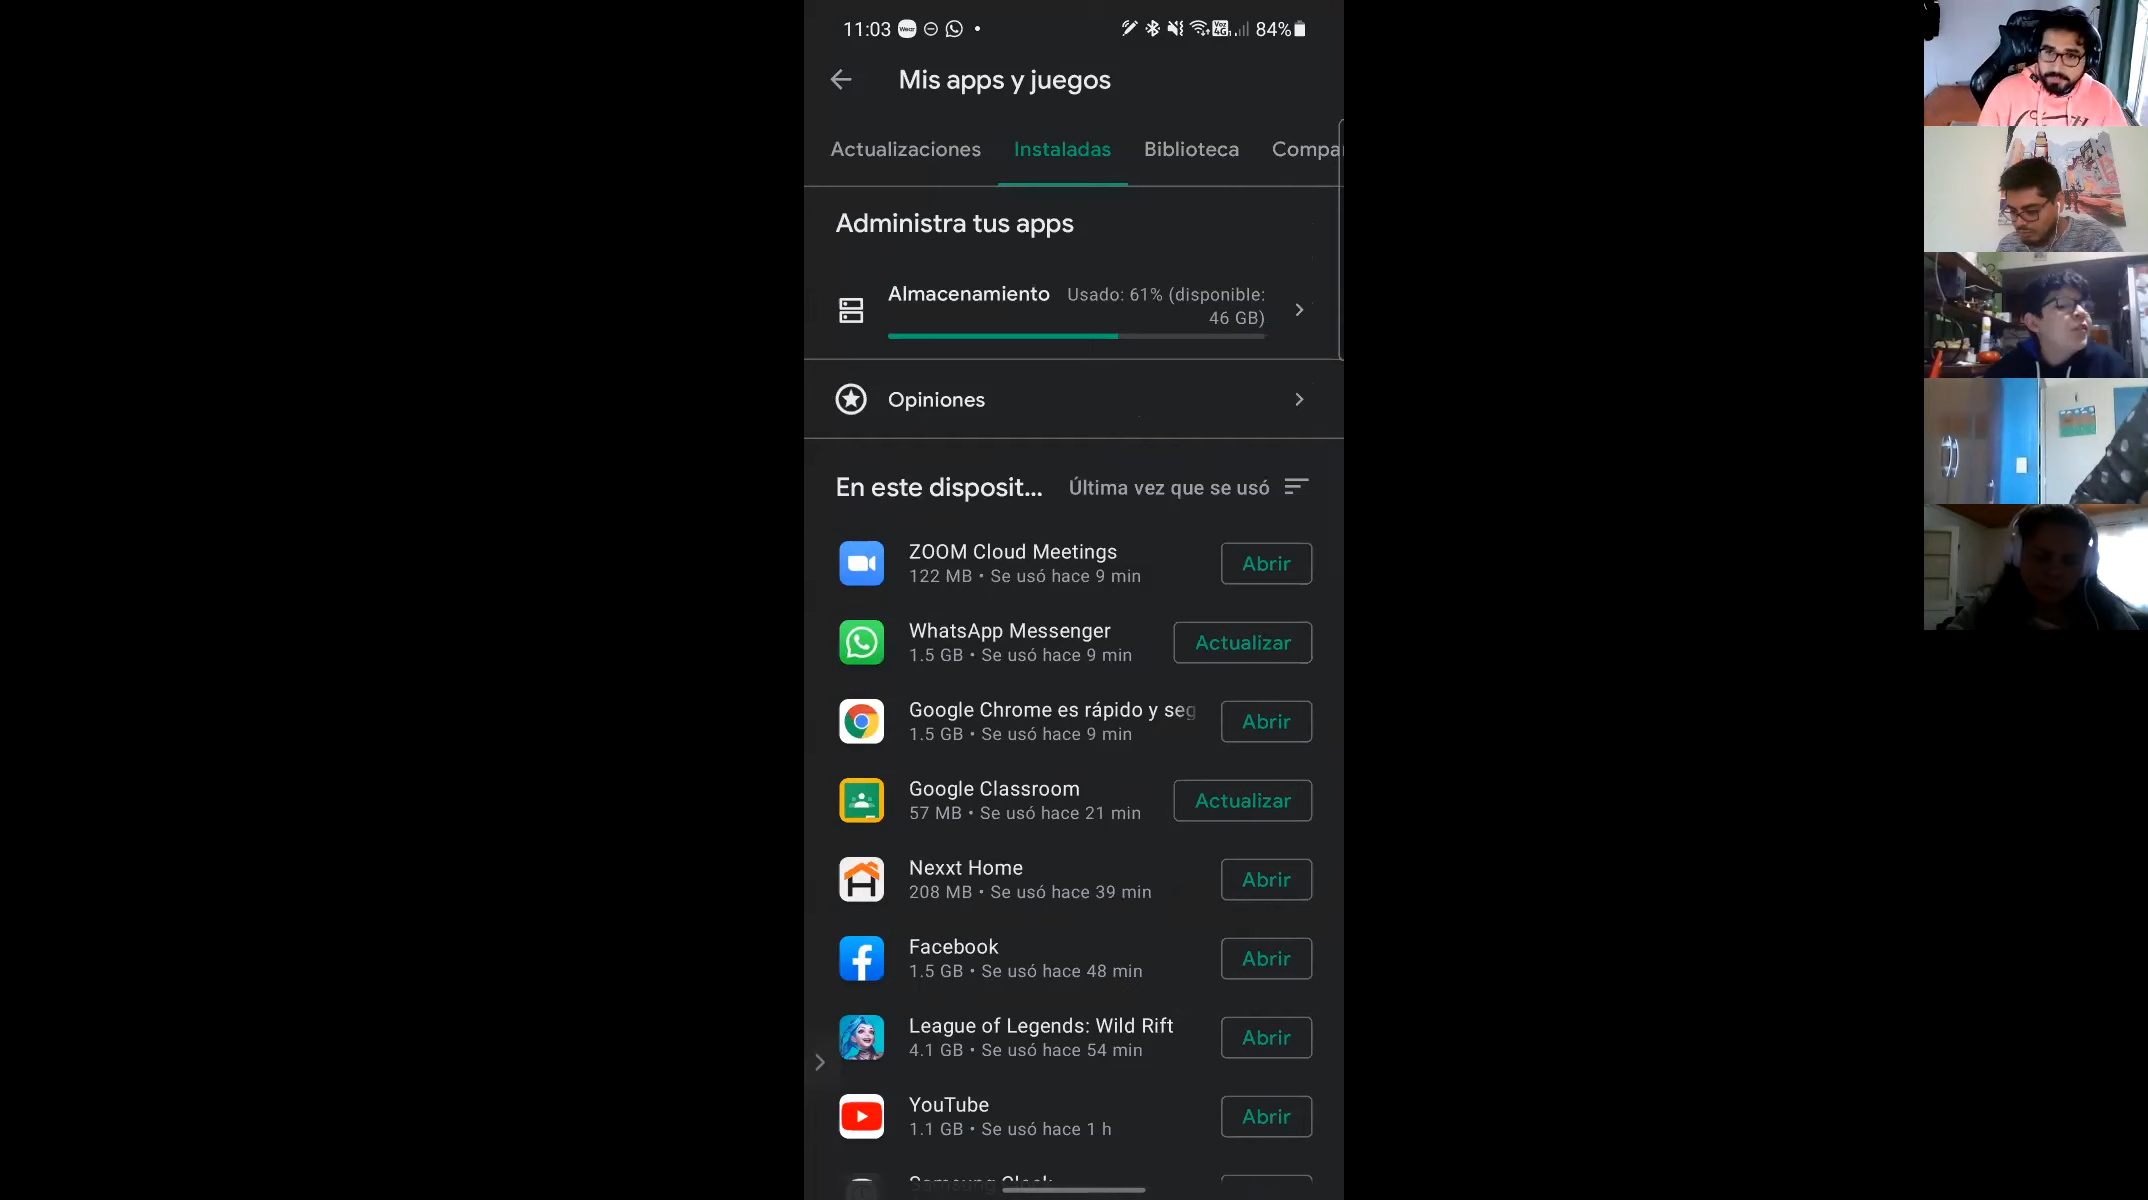 11:03
84%
Mis apps y juegos
Actualizaciones Instaladas Biblioteca Compar
Administra tus apps
Almacenamiento Usado: 61% (disponible:
46 GB)
Opiniones
En este disposit... Última vez que se usó
ZOOM Cloud Meetings
122 MB • Se usó hace 9 min
Abrir
WhatsApp Messenger
1.5 GB • Se usó hace 9 min
Actualizar
Google Chrome es rápido y seg
1.5 GB • Se usó hace 9 min
Abrir
Google Classroom
57 MB • Se usó hace 21 min
Actualizar
Nexxt Home
208 MB • Se usó hace 39 min
Abrir
Facebook
1.5 GB • Se usó hace 48 min
Abrir
League of Legends: Wild Rift
4.1 GB • Se usó hace 54 min
Abrir
YouTube
1.1 GB • Se usó hace 1 h
Abrir
Samsung Clock